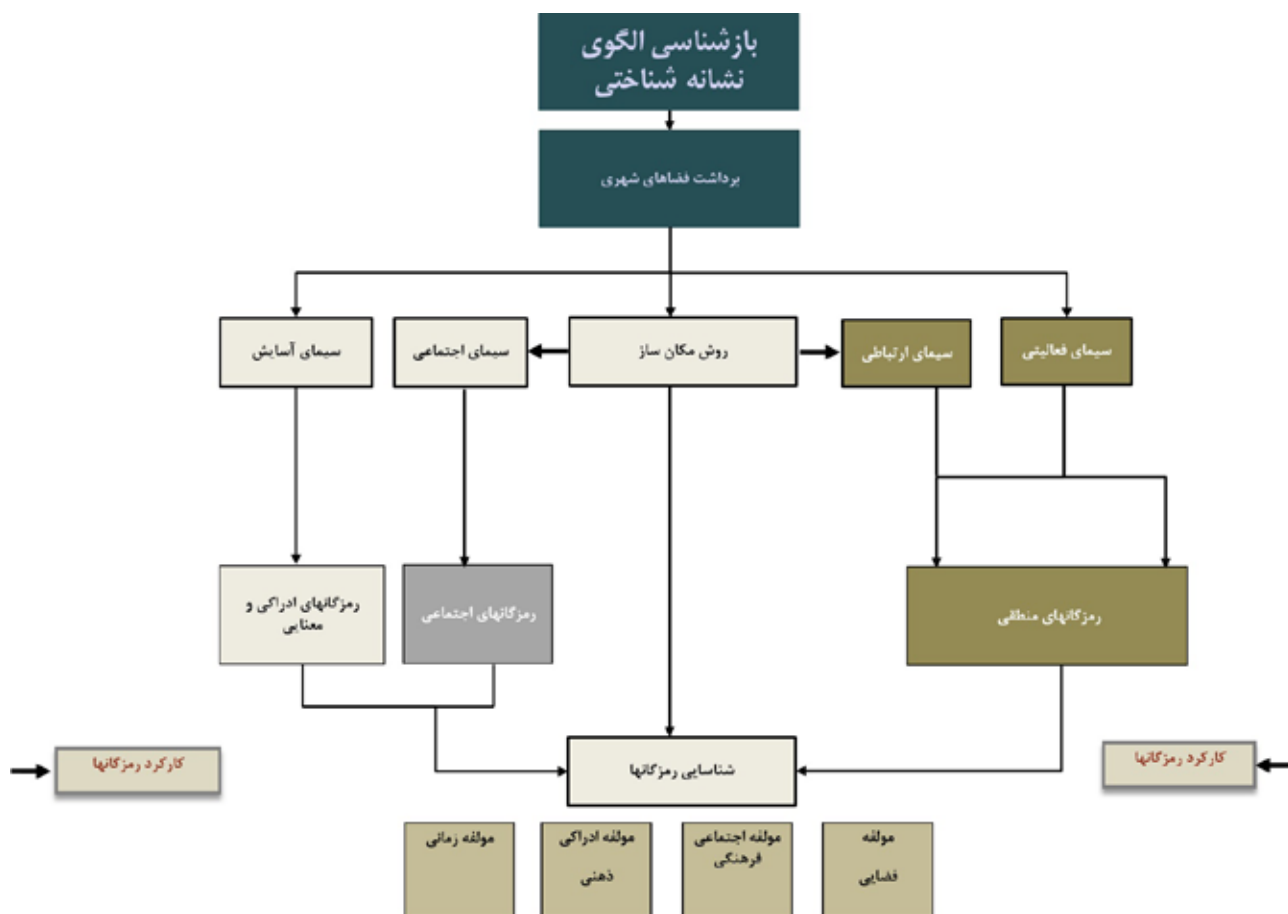 بازشناسی الگوی
نشانه شناختی
برداشت فضاهای شهری
سیمای فعالیتی
سیمای ارتباطی
روش مکان ساز
سیمای اجتماعی
سیمای آسایش
رمزگانهای منطقی
رمزگانهای اجتماعی
رمزگانهای ادراکی و
معنایی
کارکرد رمزگانها
شناسایی رمزگانها
کارکرد رمزگانها
مولفه
فضایی
مولفه اجتماعی
فرهنگی
مولفه ادراکی
ذهنی
مولفه زمانی